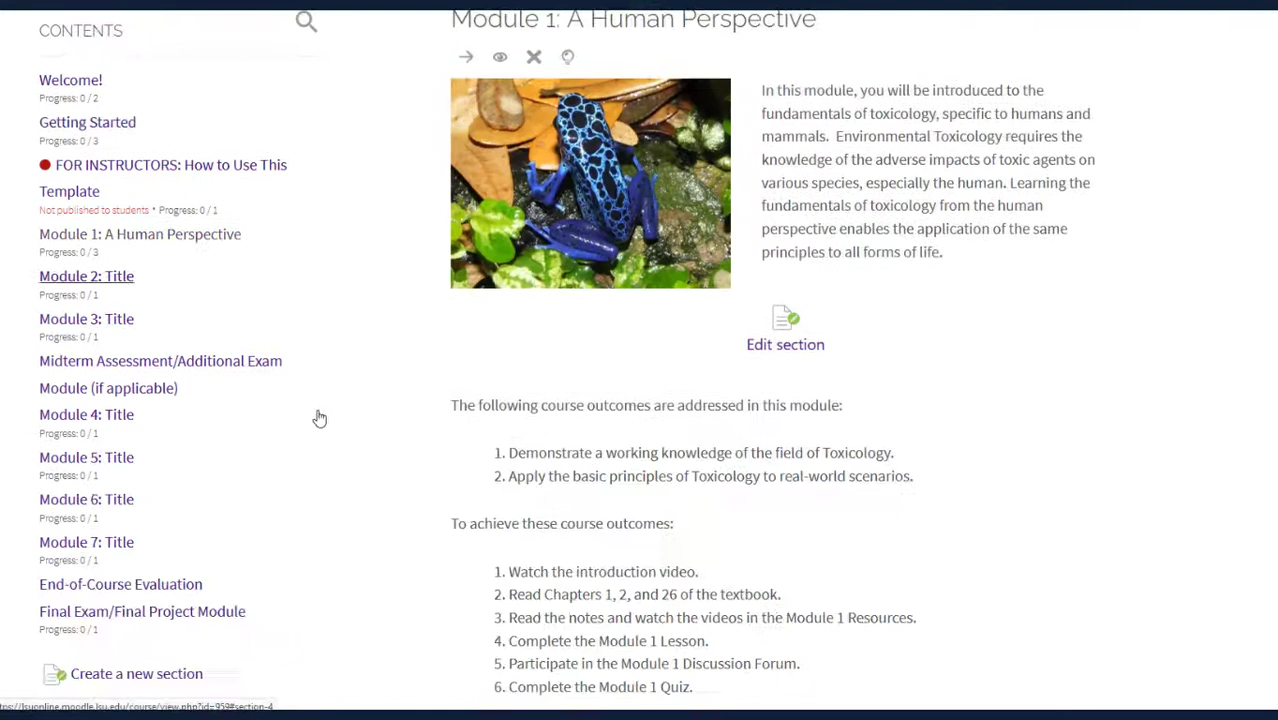 CONTENTS
Welcome!
Progress: 0 / 2
Getting Started
Progress: 0 / 3
FOR INSTRUCTORS: How to Use This
Template
Not published to students * Progress: 0 / 1
Module 1: A Human Perspective
Progress: 0 / 3
Module 2: Title
Progress: 0 / 1
Module 3: Title
Progress: 0 / 1
Midterm Assessment/Additional Exam
Module (if applicable)
Module 4: Title
Progress: 0 / 1
Module 5: Title
Progress: 0 / 1
Module 6: Title
Progress: 0 / 1
Module 7: Title
Progress: 0 / 1
End-of-Course Evaluation
Final Exam/Final Project Module
Progress: 0 / 1
Create a new section
ttps://lsuonline.moodle.lsu.edu/course/view.php?id=959#section-4
Module 1: A Human Perspective
In this module, you will be introduced to the
fundamentals of toxicology, specific to humans and
mammals. Environmental Toxicology requires the
knowledge of the adverse impacts of toxic agents on
various species, especially the human. Learning the
fundamentals of toxicology from the human
perspective enables the application of the same
principles to all forms of life.
Edit section
The following course outcomes are addressed in this module:
1. Demonstrate a working knowledge of the field of Toxicology.
2. Apply the basic principles of Toxicology to real-world scenarios.
To achieve these course outcomes:
1. Watch the introduction video.
2. Read Chapters 1, 2, and 26 of the textbook.
3. Read the notes and watch the videos in the Module 1 Resources.
4. Complete the Module 1 Lesson.
5. Participate in the Module 1 Discussion Forum.
6. Complete the Module 1 Quiz.